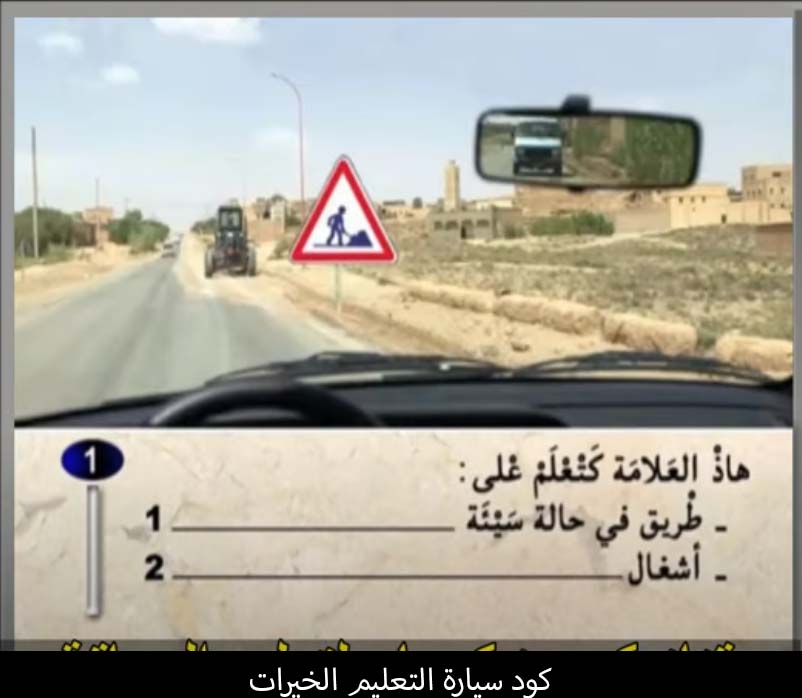 1
هاذْ العَلامَة كَتْعْلَمْ عْلى:
- طْريق في حالة سَيْئَة 1
- أشغال 2
كود سيارة التعليم الخيرات